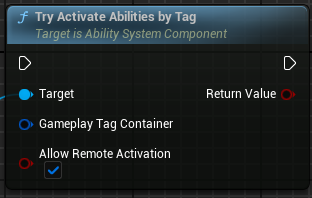 Try Activate Abilities by Tag
Target is Ability System Component
Target
Return Value
Gameplay Tag Container
Allow Remote Activation